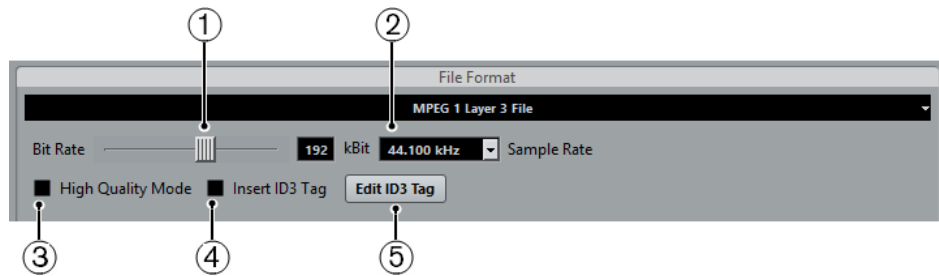 ① ②
File Format
MPEG 1 Layer 3 File
Bit Rate 192 kBit 44.100 kHz Sample Rate
High Quality Mode Insert ID3 Tag Edit ID3 Tag
③ ④ ⑤